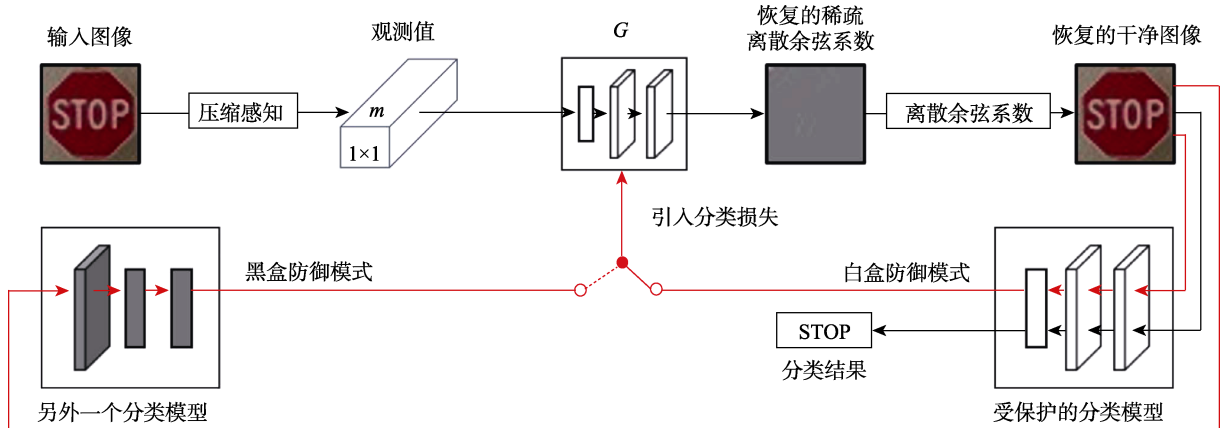 输入图像
观测值
G
恢复的稀疏
离散余弦系数
恢复的干净图像
STOP
压缩感知
m
1×1
离散余弦系数
STOP
引入分类损失
黑盒防御模式
白盒防御模式
STOP
分类结果
另外一个分类模型
受保护的分类模型